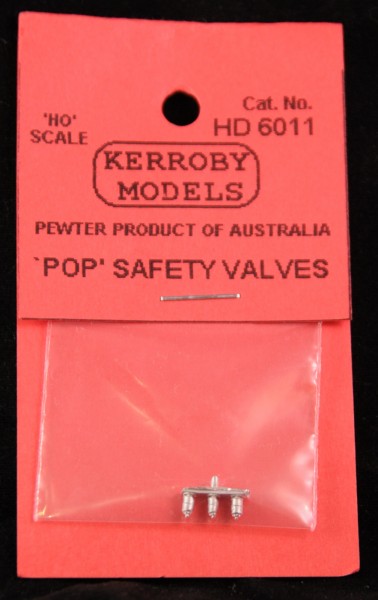 'HO'
SCALE
Cat. No.
HD 6011
KERROBY
MODELS
PEWTER PRODUCT OF AUSTRALIA
`POP' SAFETY VALVES